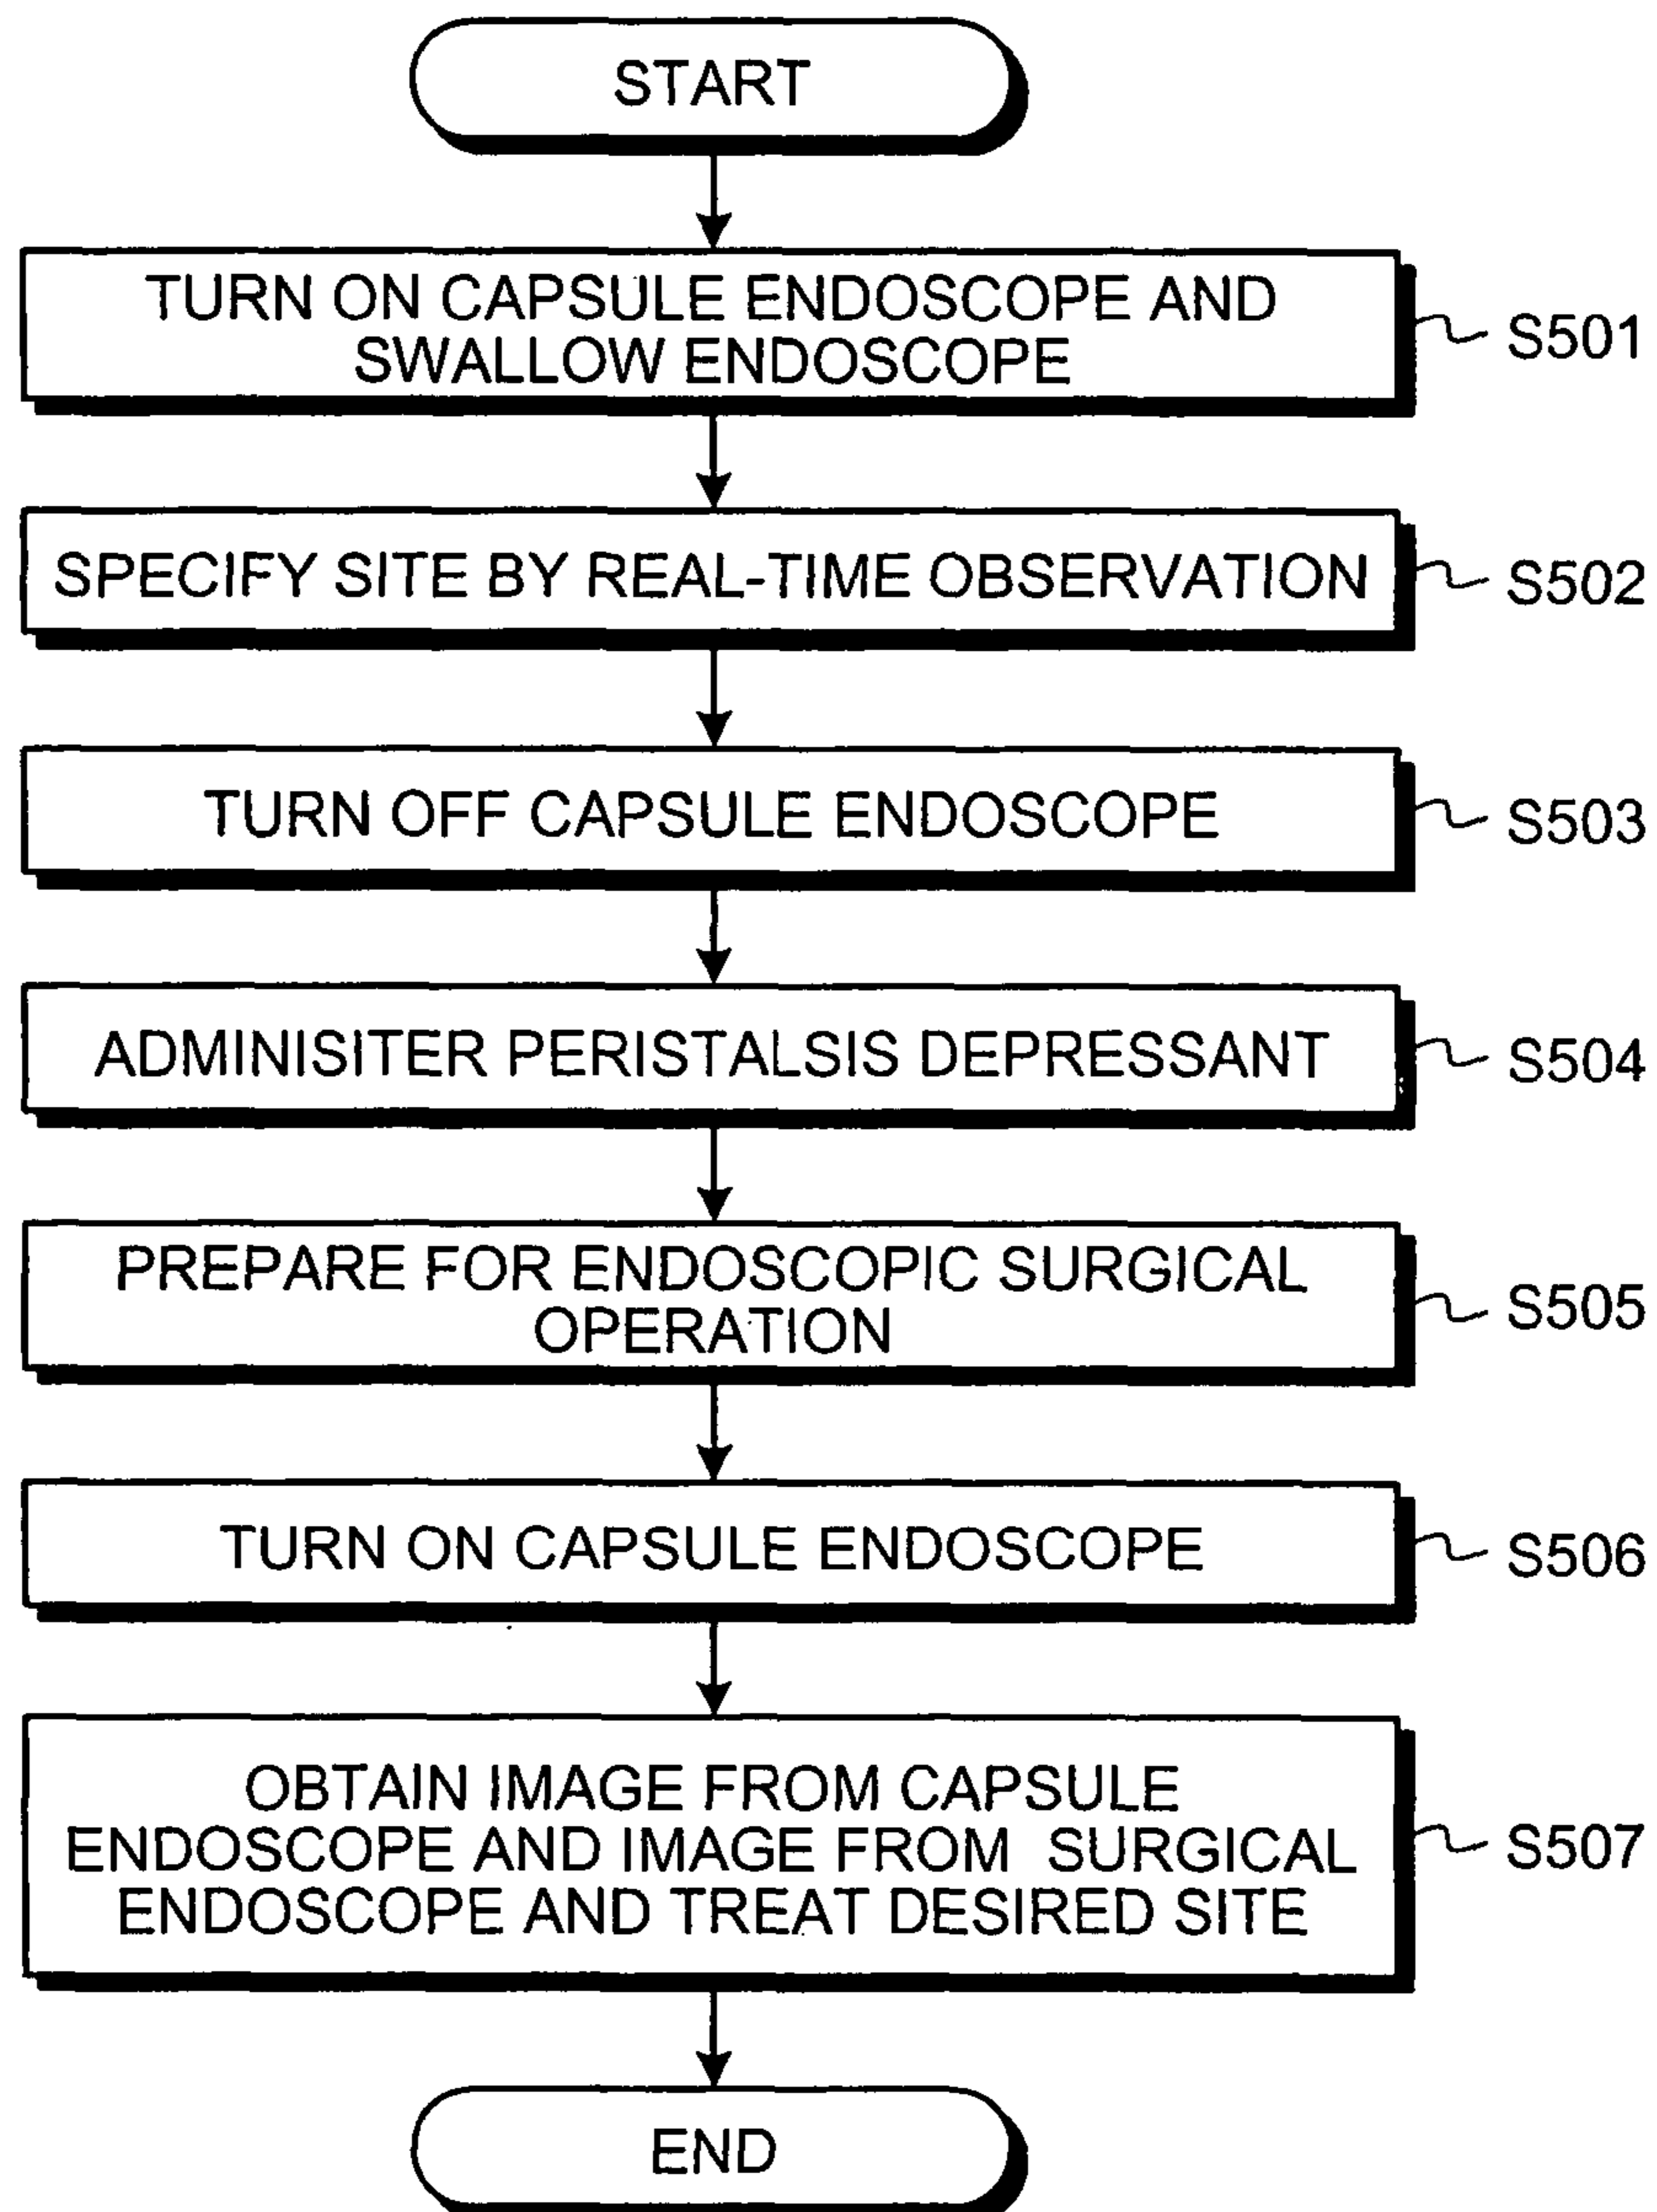 START
TURN ON CAPSULE ENDOSCOPE AND
SWALLOW ENDOSCOPE
S501
SPECIFY SITE BY REAL-TIME OBSERVATION
S502
TURN OFF CAPSULE ENDOSCOPE
S503
ADMINISITER PERISTALSIS DEPRESSANT
S504
PREPARE FOR ENDOSCOPIC SURGICAL
OPERATION
S505
TURN ON CAPSULE ENDOSCOPE
S506
OBTAIN IMAGE FROM CAPSULE
ENDOSCOPE AND IMAGE FROM SURGICAL
ENDOSCOPE AND TREAT DESIRED SITE
S507
END